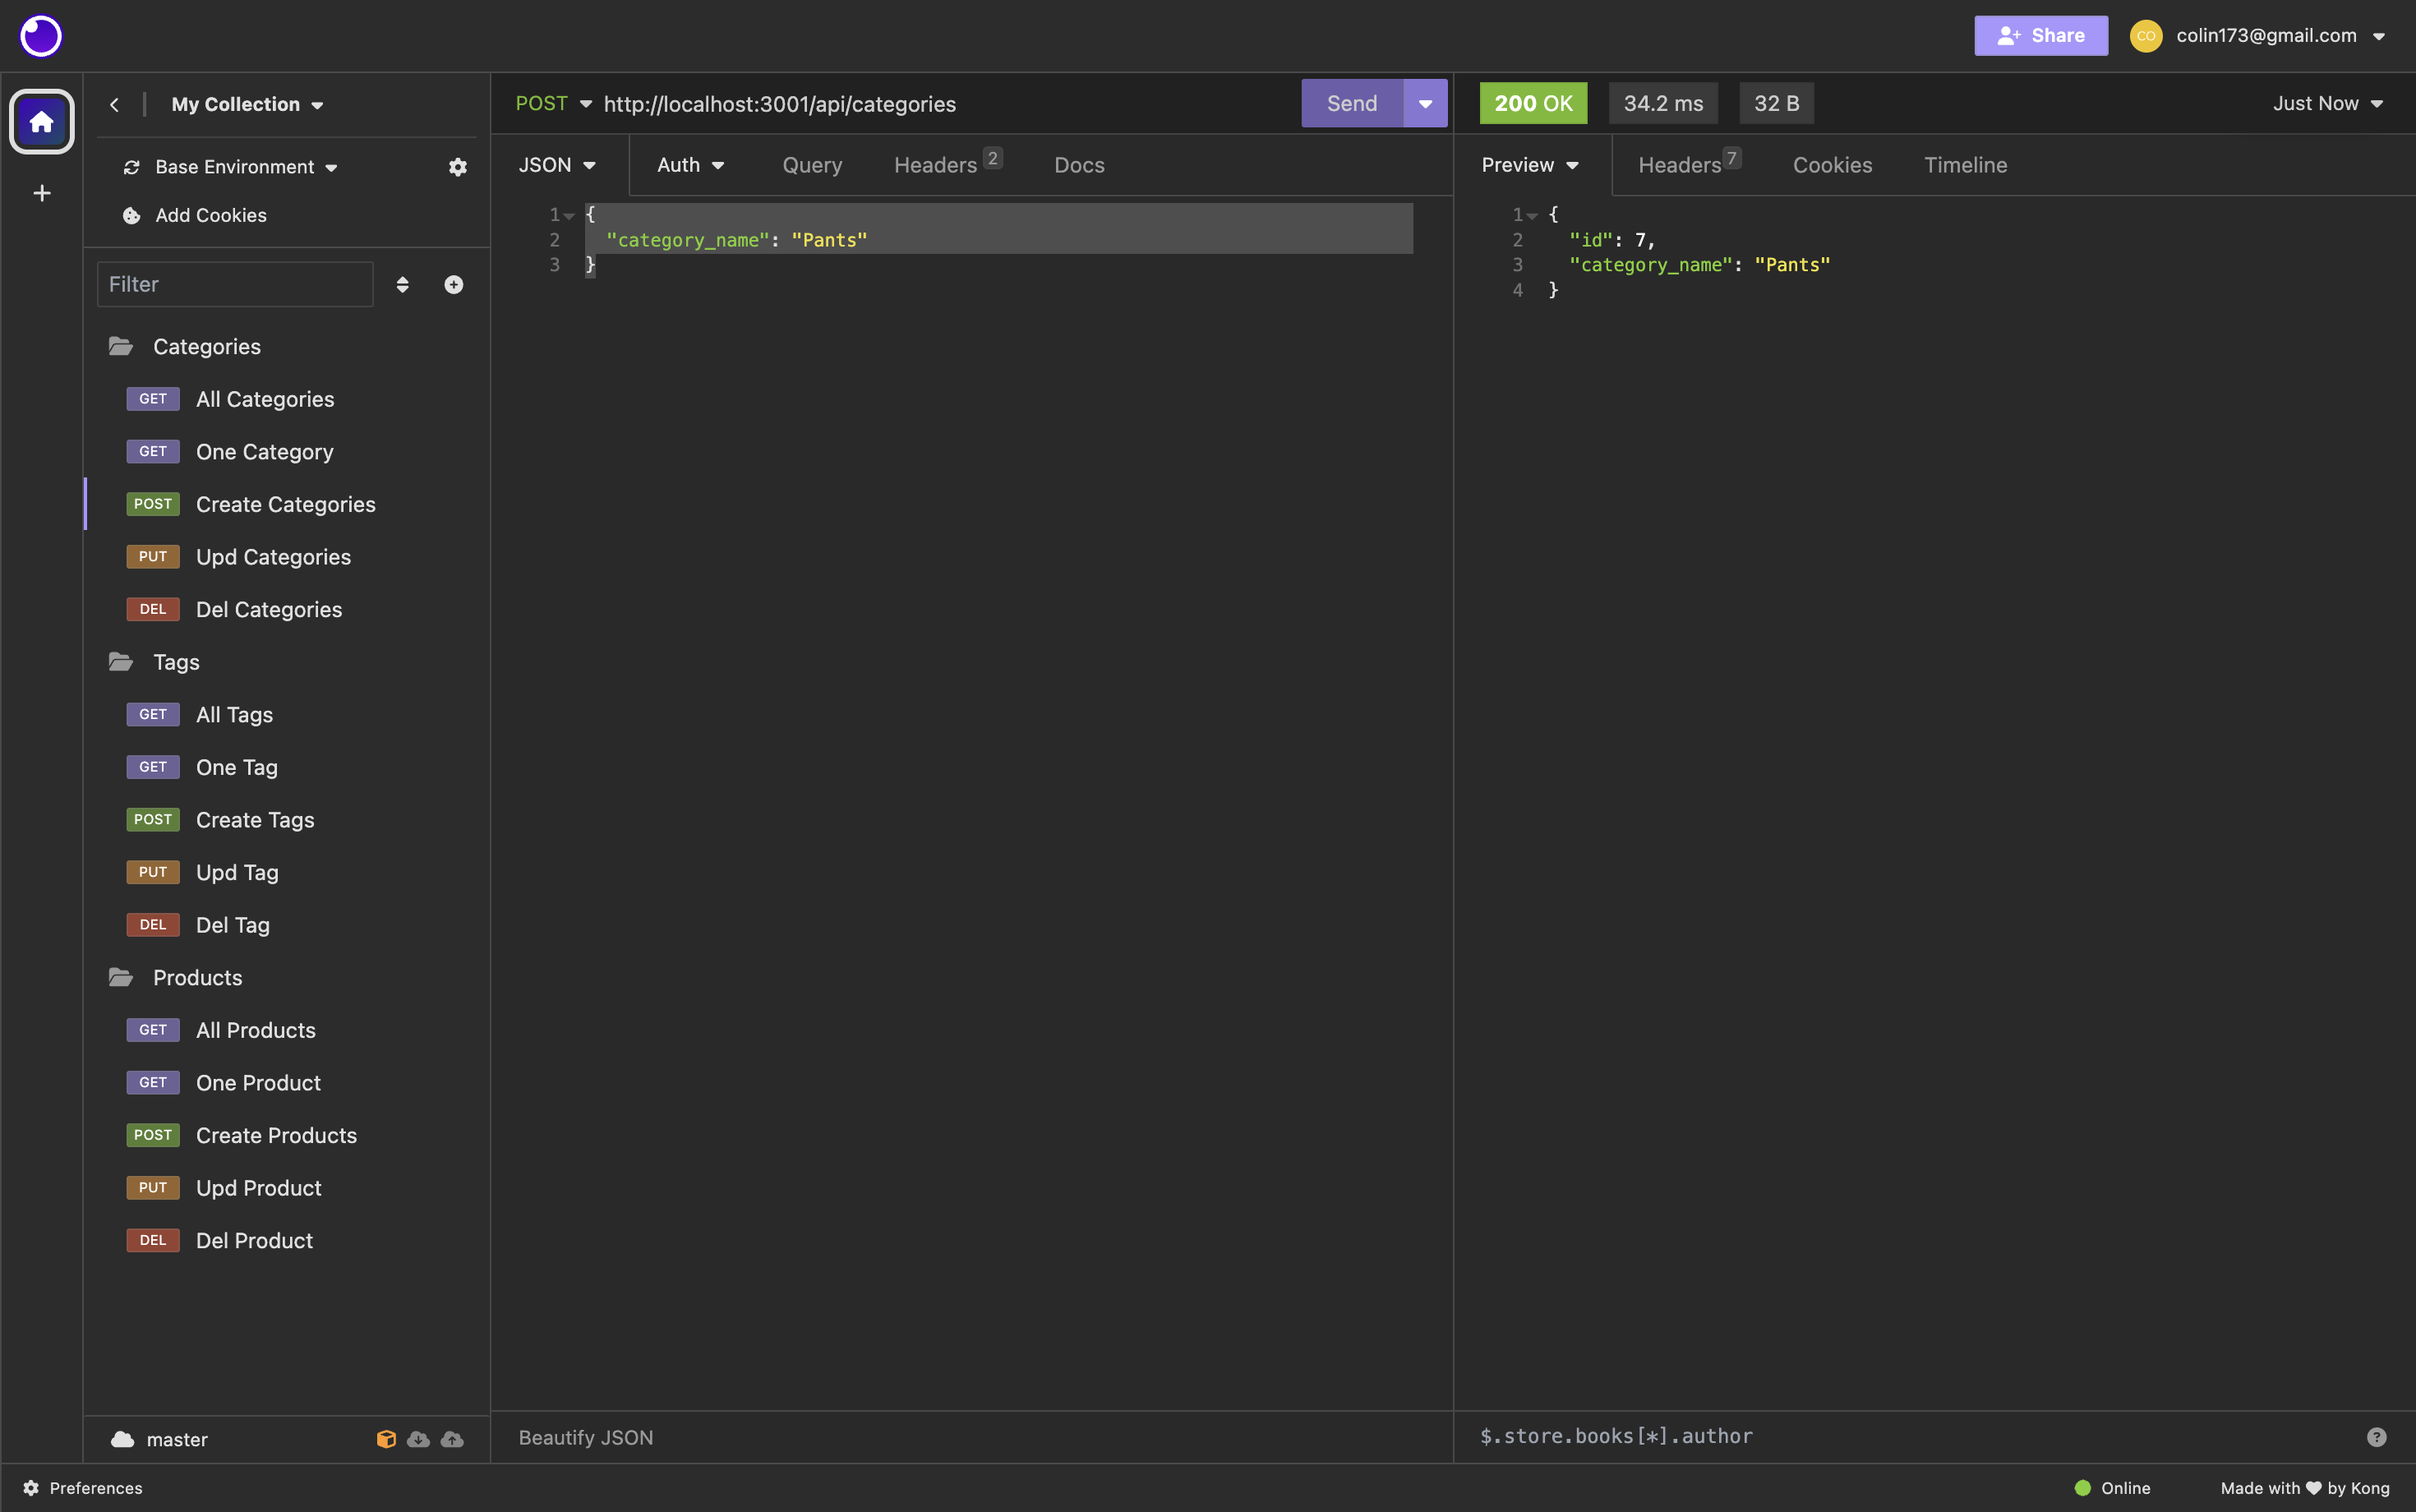 Share
CO
colin173@gmail.com
My Collection
Base Environment
Add Cookies
Filter
Categories
GET All Categories
GET One Category
POST Create Categories
PUT Upd Categories
DEL Del Categories
Tags
GET All Tags
GET One Tag
POST Create Tags
PUT Upd Tag
DEL Del Tag
Products
GET All Products
GET One Product
POST Create Products
PUT Upd Product
DEL Del Product
master
POST http://localhost:3001/api/categories Send
JSON Auth Query Headers 2 Docs
1 {
2 "category_name": "Pants"
3 }
Beautify JSON
200 OK 34.2 ms 32 B Just Now
Preview Headers 7 Cookies Timeline
1 {
2 "id": 7,
3 "category_name": "Pants"
4 }
$.store.books[*].author
?
Preferences
Online
Made with ♥ by Kong